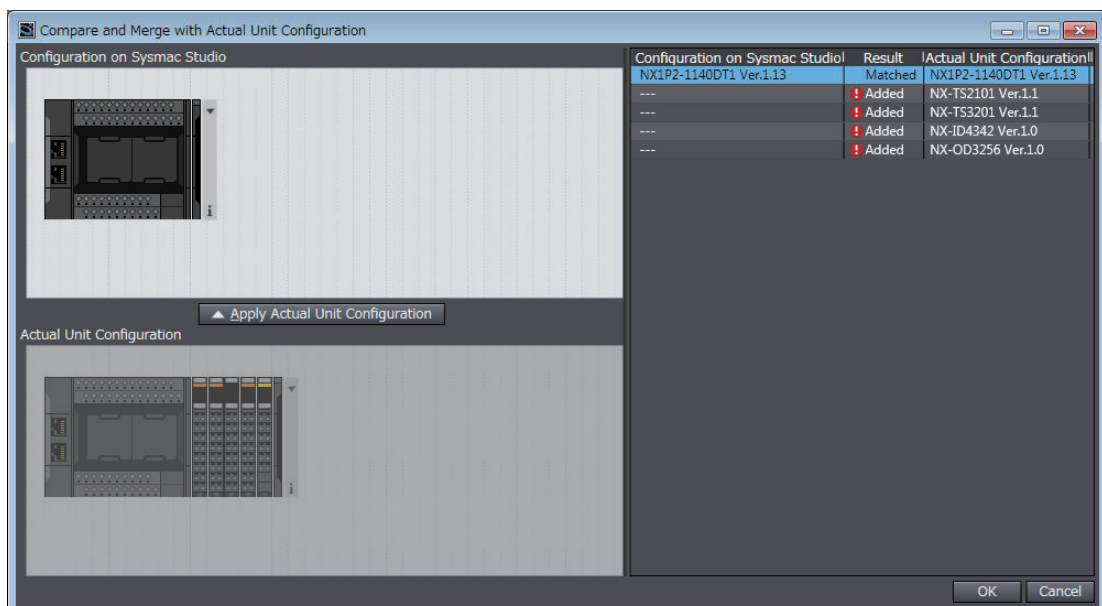 Compare and Merge with Actual Unit Configuration
Configuration on Sysmac Studio
Apply Actual Unit Configuration
Actual Unit Configuration
Configuration on Sysmac Studio Result Actual Unit Configuration
NX1P2-1140DT1 Ver.1.13 Matched NX1P2-1140DT1 Ver.1.13
--- Added NX-TS2101 Ver.1.1
--- Added NX-TS3201 Ver.1.1
--- Added NX-ID4342 Ver.1.0
--- Added NX-OD3256 Ver.1.0
OK Cancel